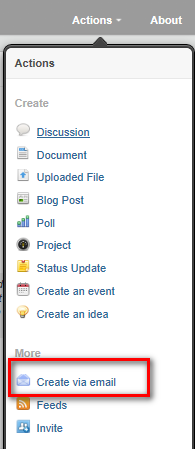 Actions About
Actions
Create
Discussion
Document
Uploaded File
Blog Post
Poll
Project
Status Update
Create an event
Create an idea
More
Create via email
Feeds
Invite